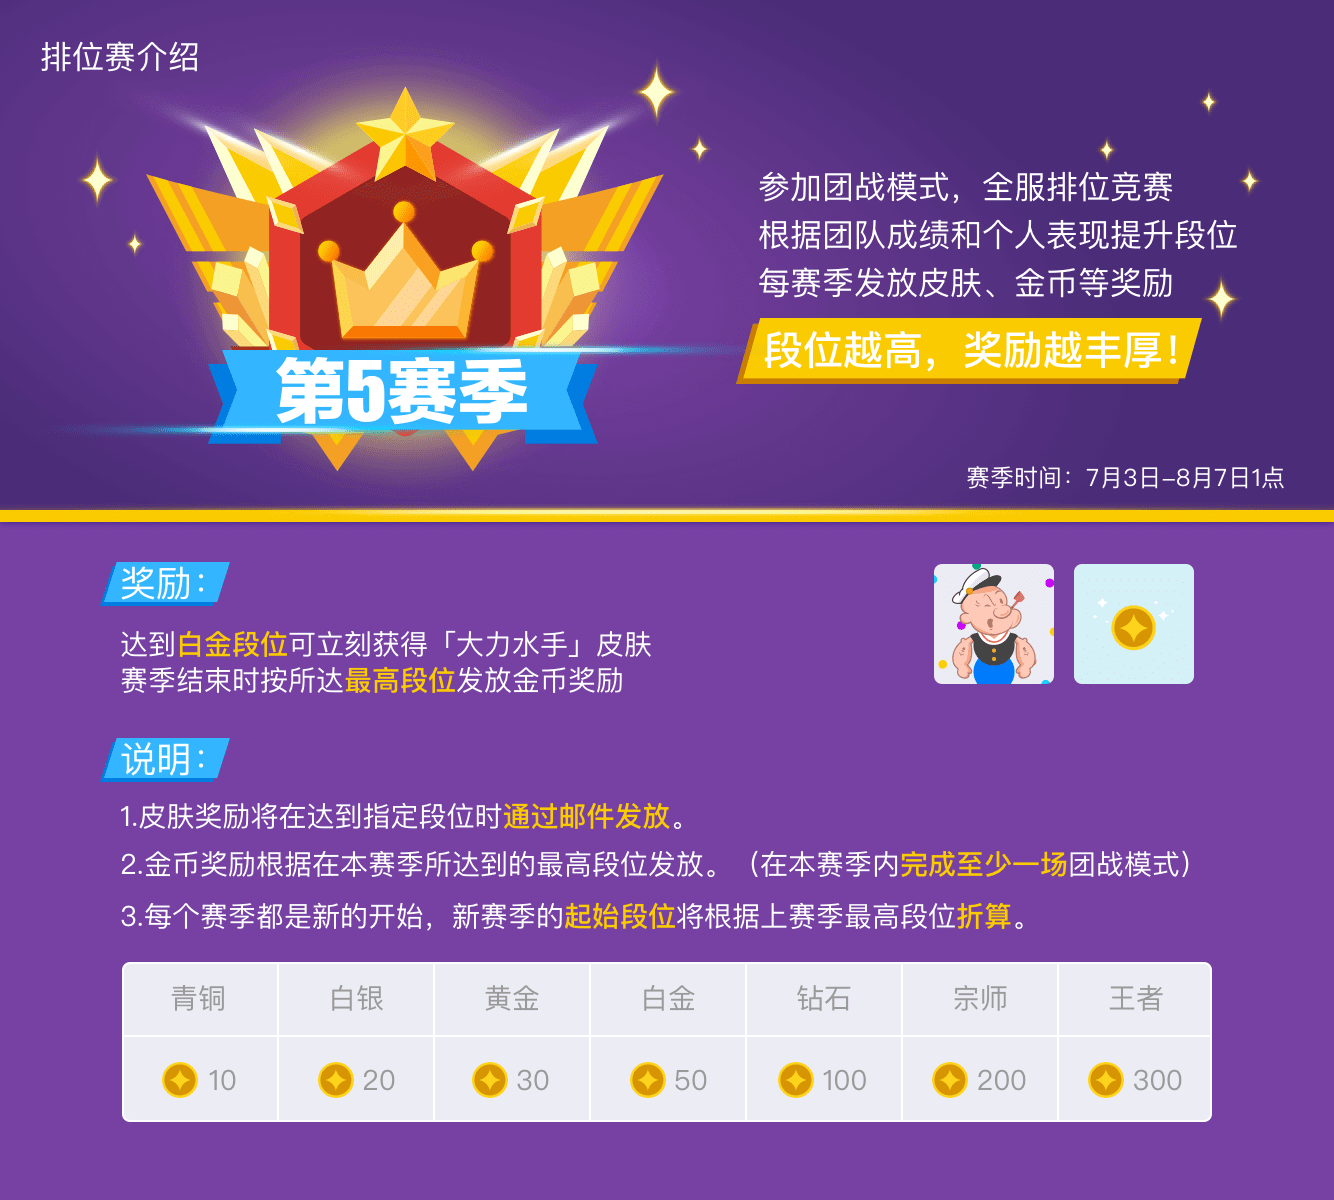 排位赛介绍
参加团战模式，全服排位竞赛
根据团队成绩和个人表现提升段位
每赛季发放皮肤、金币等奖励
段位越高，奖励越丰厚！
第5赛季
赛季时间：7月3日-8月7日1点
奖励：
达到白金段位可立刻获得「大力水手」皮肤
赛季结束时按所达最高段位发放金币奖励
说明：
1.皮肤奖励将在达到指定段位时通过邮件发放。
2.金币奖励根据在本赛季所达到的最高段位发放。（在本赛季内完成至少一场团战模式）
3.每个赛季都是新的开始，新赛季的起始段位将根据上赛季最高段位折算。
青铜 白银 黄金 白金 钻石 宗师 王者
10 20 30 50 100 200 300